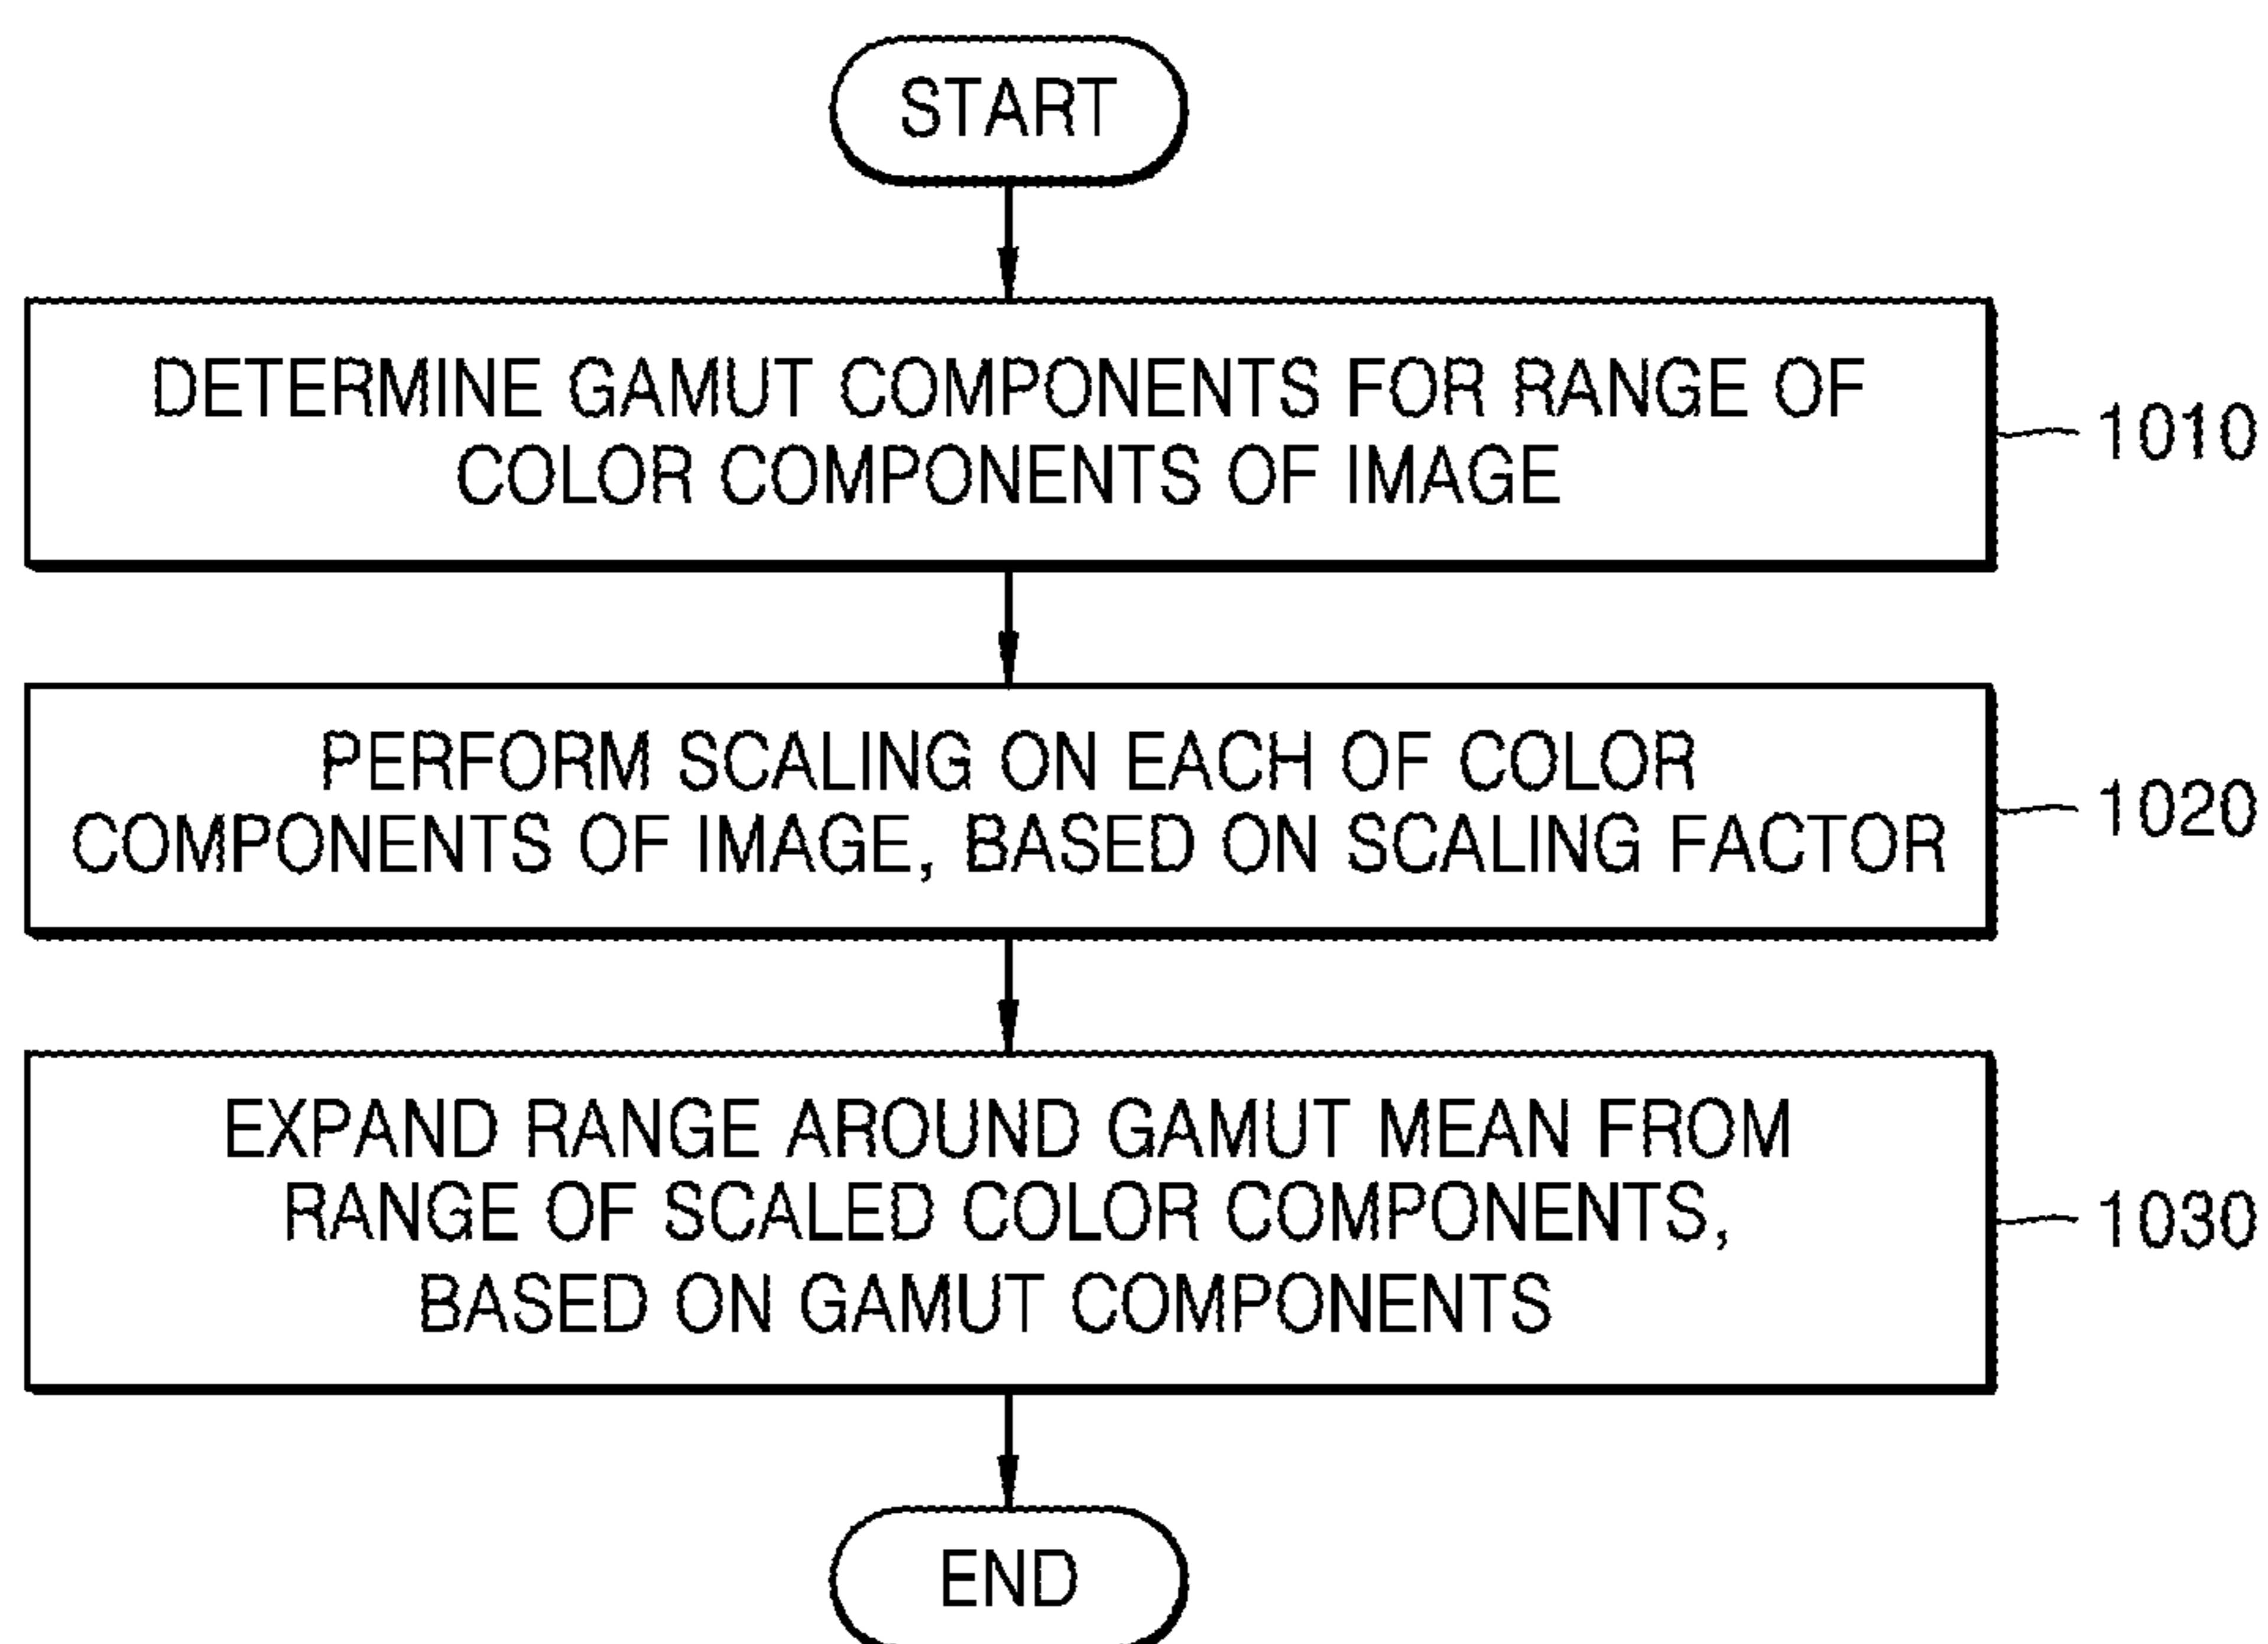 START
DETERMINE GAMUT COMPONENTS FOR RANGE OF
COLOR COMPONENTS OF IMAGE
1010
PERFORM SCALING ON EACH OF COLOR
COMPONENTS OF IMAGE, BASED ON SCALING FACTOR
1020
EXPAND RANGE AROUND GAMUT MEAN FROM
RANGE OF SCALED COLOR COMPONENTS,
BASED ON GAMUT COMPONENTS
1030
END